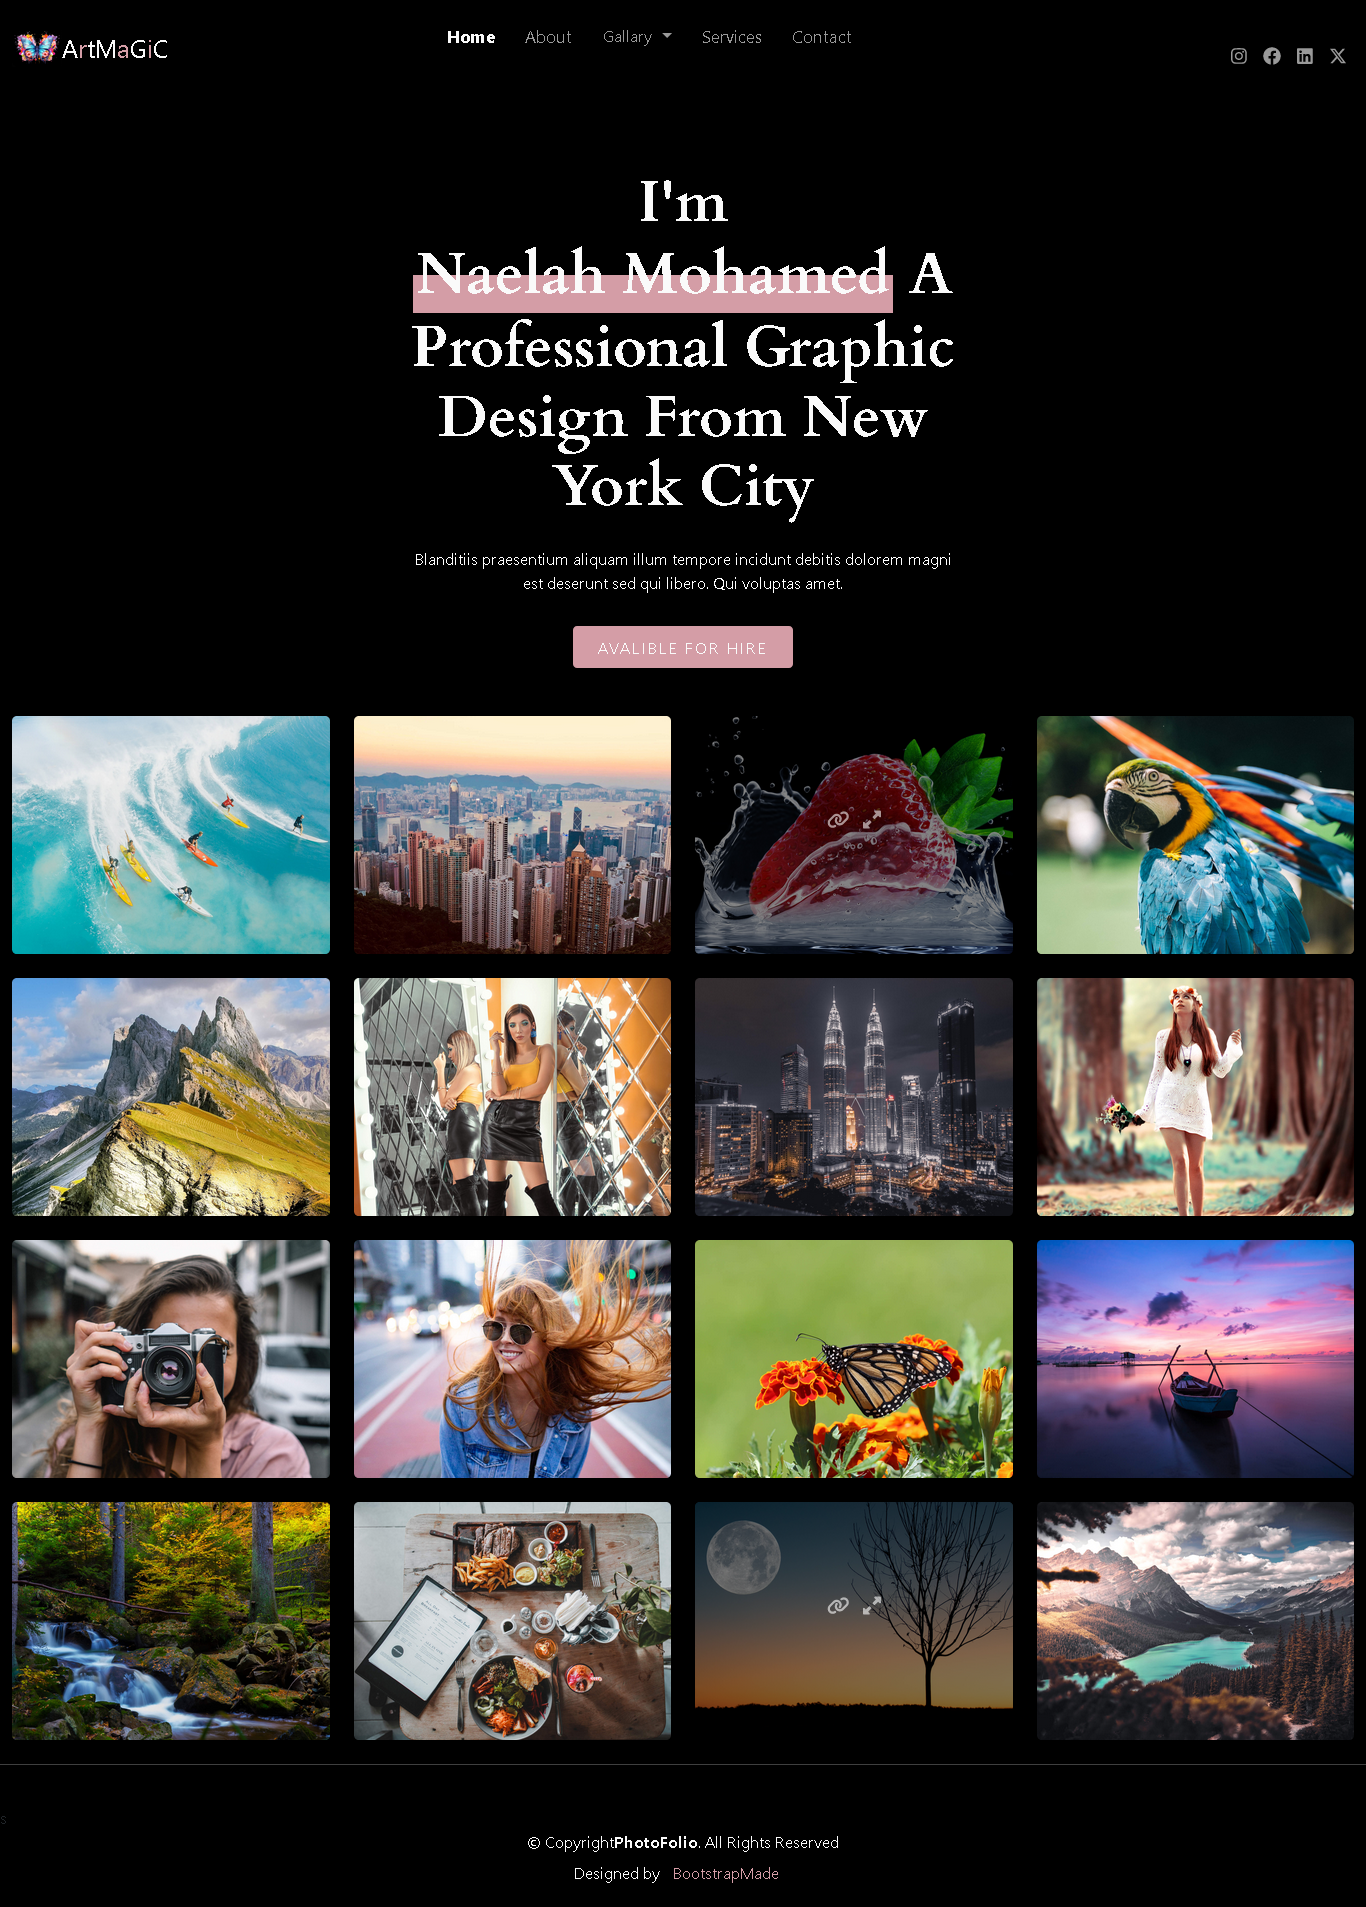 ArtMaGiC
Home About Gallary Services Contact
I'm
Naelah Mohamed A
Professional Graphic
Design From New
York City
Blanditiis praesentium aliquam illum tempore incidunt debitis dolorem magni
est deserunt sed qui libero. Qui voluptas amet.
AVALIBLE FOR HIRE
s
© CopyrightPhotoFolio. All Rights Reserved
Designed by BootstrapMade